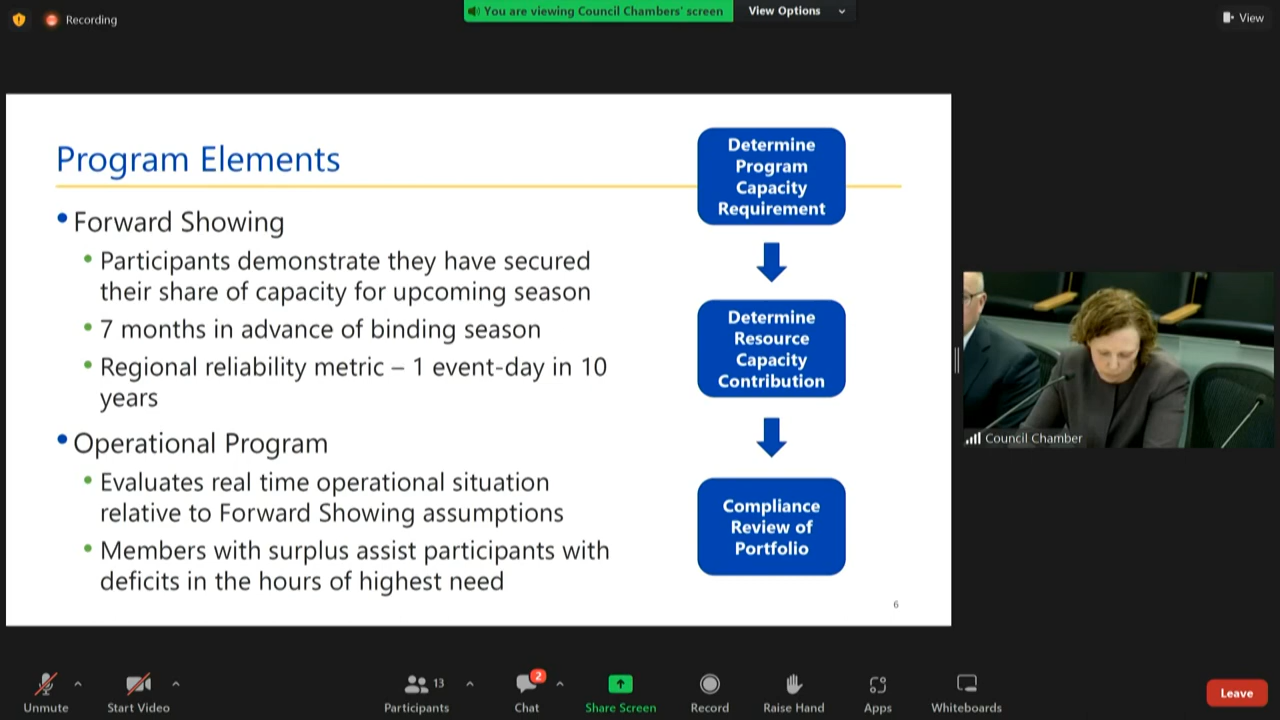 Recording
You are viewing Council Chambers' screen
View Options
View
Program Elements
• Forward Showing
• Participants demonstrate they have secured
their share of capacity for upcoming season
• 7 months in advance of binding season
• Regional reliability metric – 1 event-day in 10
years
• Operational Program
• Evaluates real time operational situation
relative to Forward Showing assumptions
• Members with surplus assist participants with
deficits in the hours of highest need
Determine
Program
Capacity
Requirement
Determine
Resource
Capacity
Contribution
Compliance
Review of
Portfolio
6
Council Chamber
Unmute
Start Video
13
Participants
2
Chat
Share Screen
Record
Raise Hand
Apps
Whiteboards
Leave